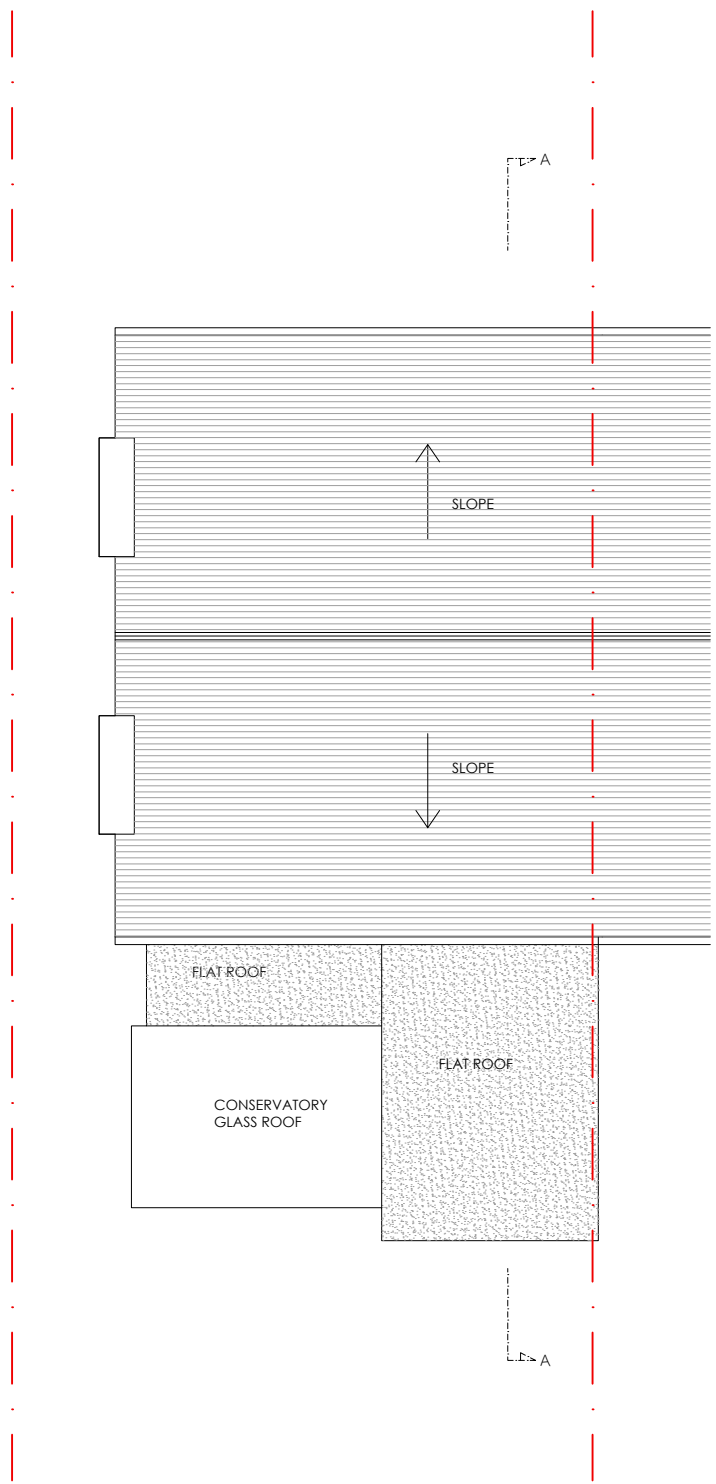 A
SLOPE
SLOPE
FLAT ROOF
FLAT ROOF
CONSERVATORY
GLASS ROOF
A